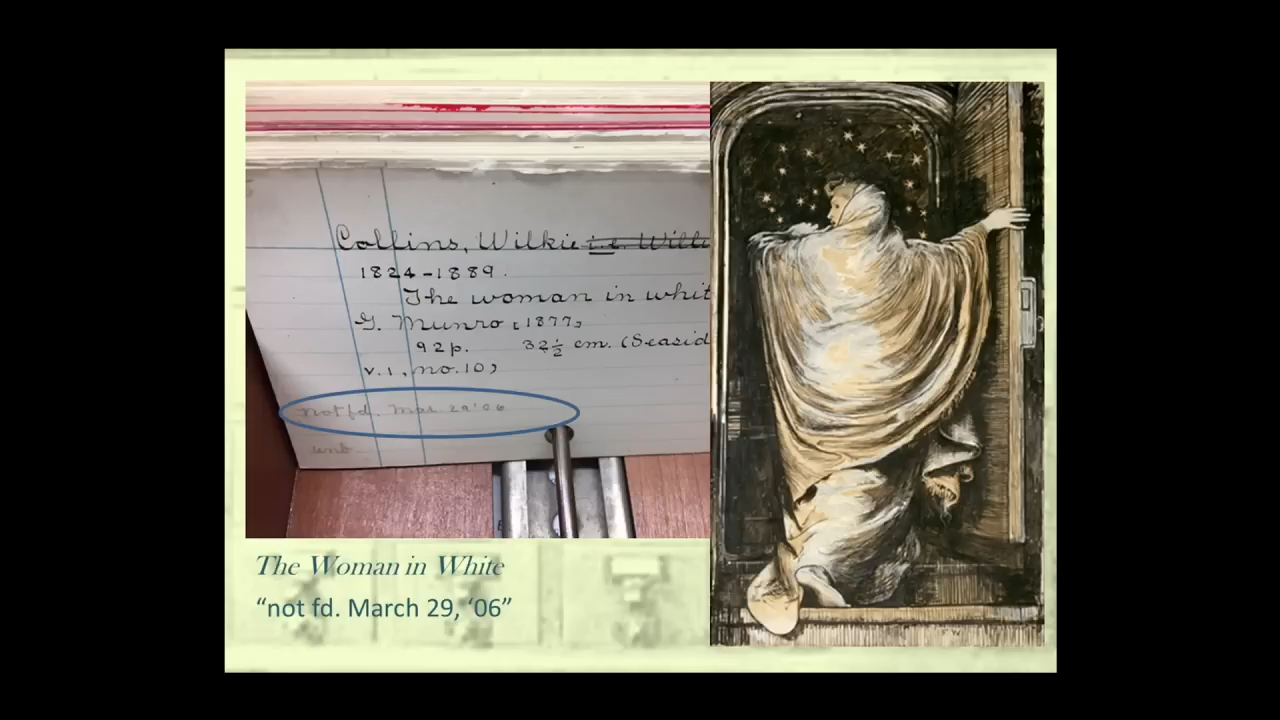 Collins, Wilkie i.e. Willi
1824-1889.
The woman in whit
G. Munro [1877]
92p. 32½ cm. (Seasid
v.1, no.10)
not fd. Mar. 29 '06
The Woman in White
“not fd. March 29, ‘06”